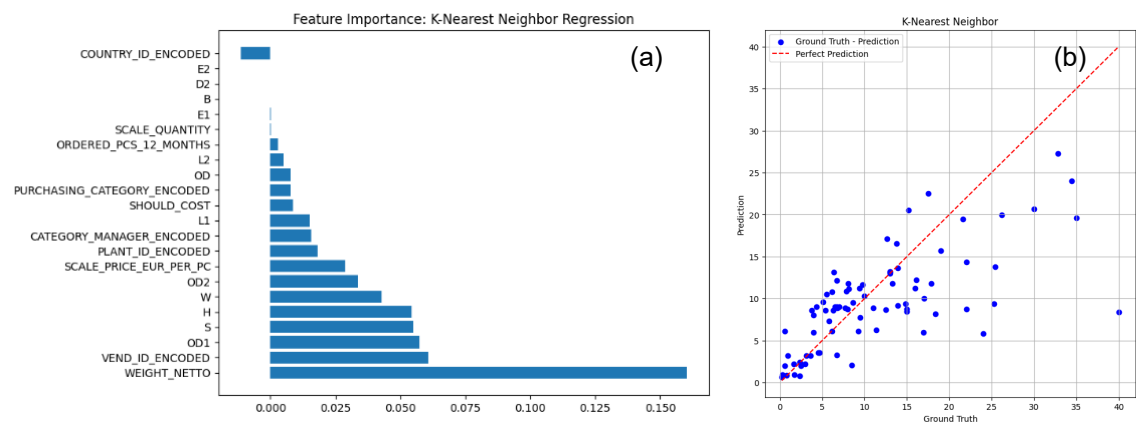 Feature Importance: K-Nearest Neighbor Regression
(a)
COUNTRY_ID_ENCODED
E2
D2
B
E1
SCALE_QUANTITY
ORDERED_PCS_12_MONTHS
L2
OD
PURCHASING_CATEGORY_ENCODED
SHOULD_COST
L1
CATEGORY_MANAGER_ENCODED
PLANT_ID_ENCODED
SCALE_PRICE_EUR_PER_PC
OD2
W
H
S
OD1
VEND_ID_ENCODED
WEIGHT_NETTO
0.000 0.025 0.050 0.075 0.100 0.125 0.150
K-Nearest Neighbor
Ground Truth - Prediction
Perfect Prediction
(b)
40
35
30
25
20
15
10
5
0
Prediction
0 5 10 15 20 25 30 35 40
Ground Truth